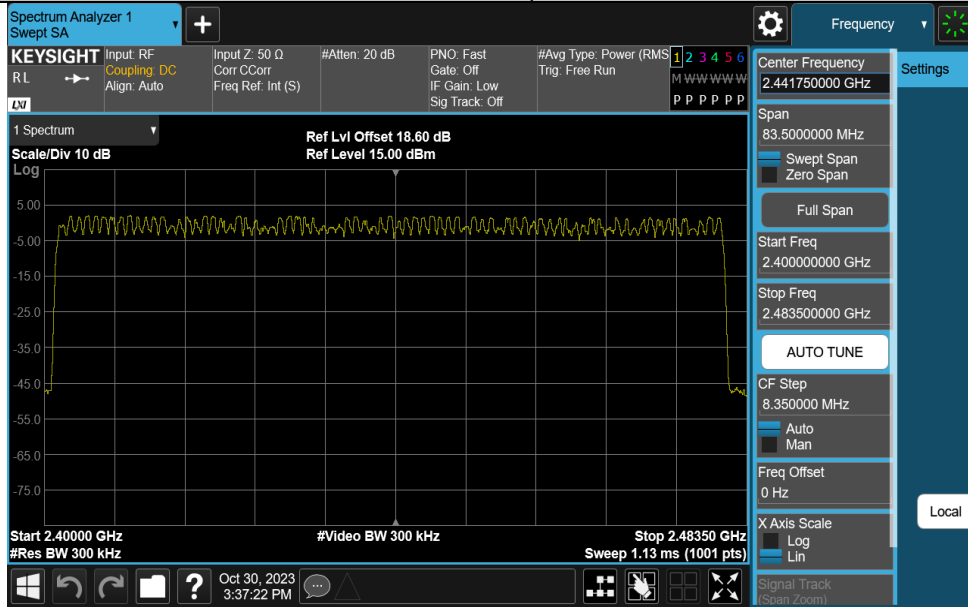 Spectrum Analyzer 1
Swept SA
+
Frequency
KEYSIGHT
RL
LXI
Input: RF
Coupling: DC
Align: Auto
Input Z: 50 Ω
Corr CCorr
Freq Ref: Int (S)
#Atten: 20 dB
PNO: Fast
Gate: Off
IF Gain: Low
Sig Track: Off
#Avg Type: Power (RMS
Trig: Free Run
1 2 3 4 5 6
M W W W W W
P P P P P P
1 Spectrum
Scale/Div 10 dB
Ref Lvl Offset 18.60 dB
Ref Level 15.00 dBm
Log
5.00
-5.00
-15.0
-25.0
-35.0
-45.0
-55.0
-65.0
-75.0
Start 2.40000 GHz
#Res BW 300 kHz
#Video BW 300 kHz
Stop 2.48350 GHz
Sweep 1.13 ms (1001 pts)
Center Frequency
2.441750000 GHz
Span
83.5000000 MHz
Swept Span
Zero Span
Full Span
Start Freq
2.400000000 GHz
Stop Freq
2.483500000 GHz
AUTO TUNE
CF Step
8.350000 MHz
Auto
Man
Freq Offset
0 Hz
X Axis Scale
Log
Lin
Signal Track
(Span Zoom)
Settings
Local
?
Oct 30, 2023
3:37:22 PM